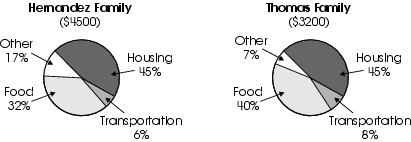 Hernandez Family
($4500)
Other
17%
Housing
45%
Food
32%
Transportation
6%
Thomas Family
($3200)
Other
7%
Housing
45%
Food
40%
Transportation
8%